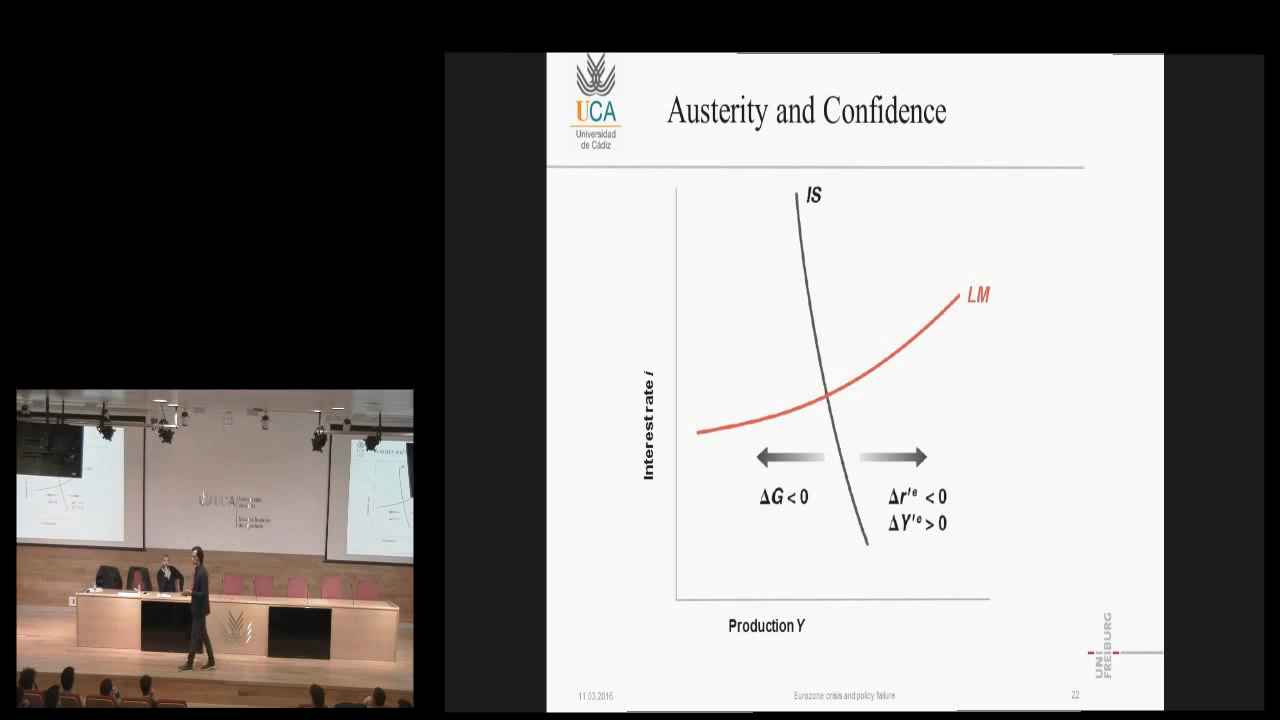 UCA
Universidad
de Cádiz
Austerity and Confidence
IS
LM
Interest rate i
ΔG < 0
Δr'ᵉ < 0
ΔY'ᵉ > 0
Production Y
UNI
FREIBURG
11.03.2016
Eurozone crisis and policy failure
22
UCA